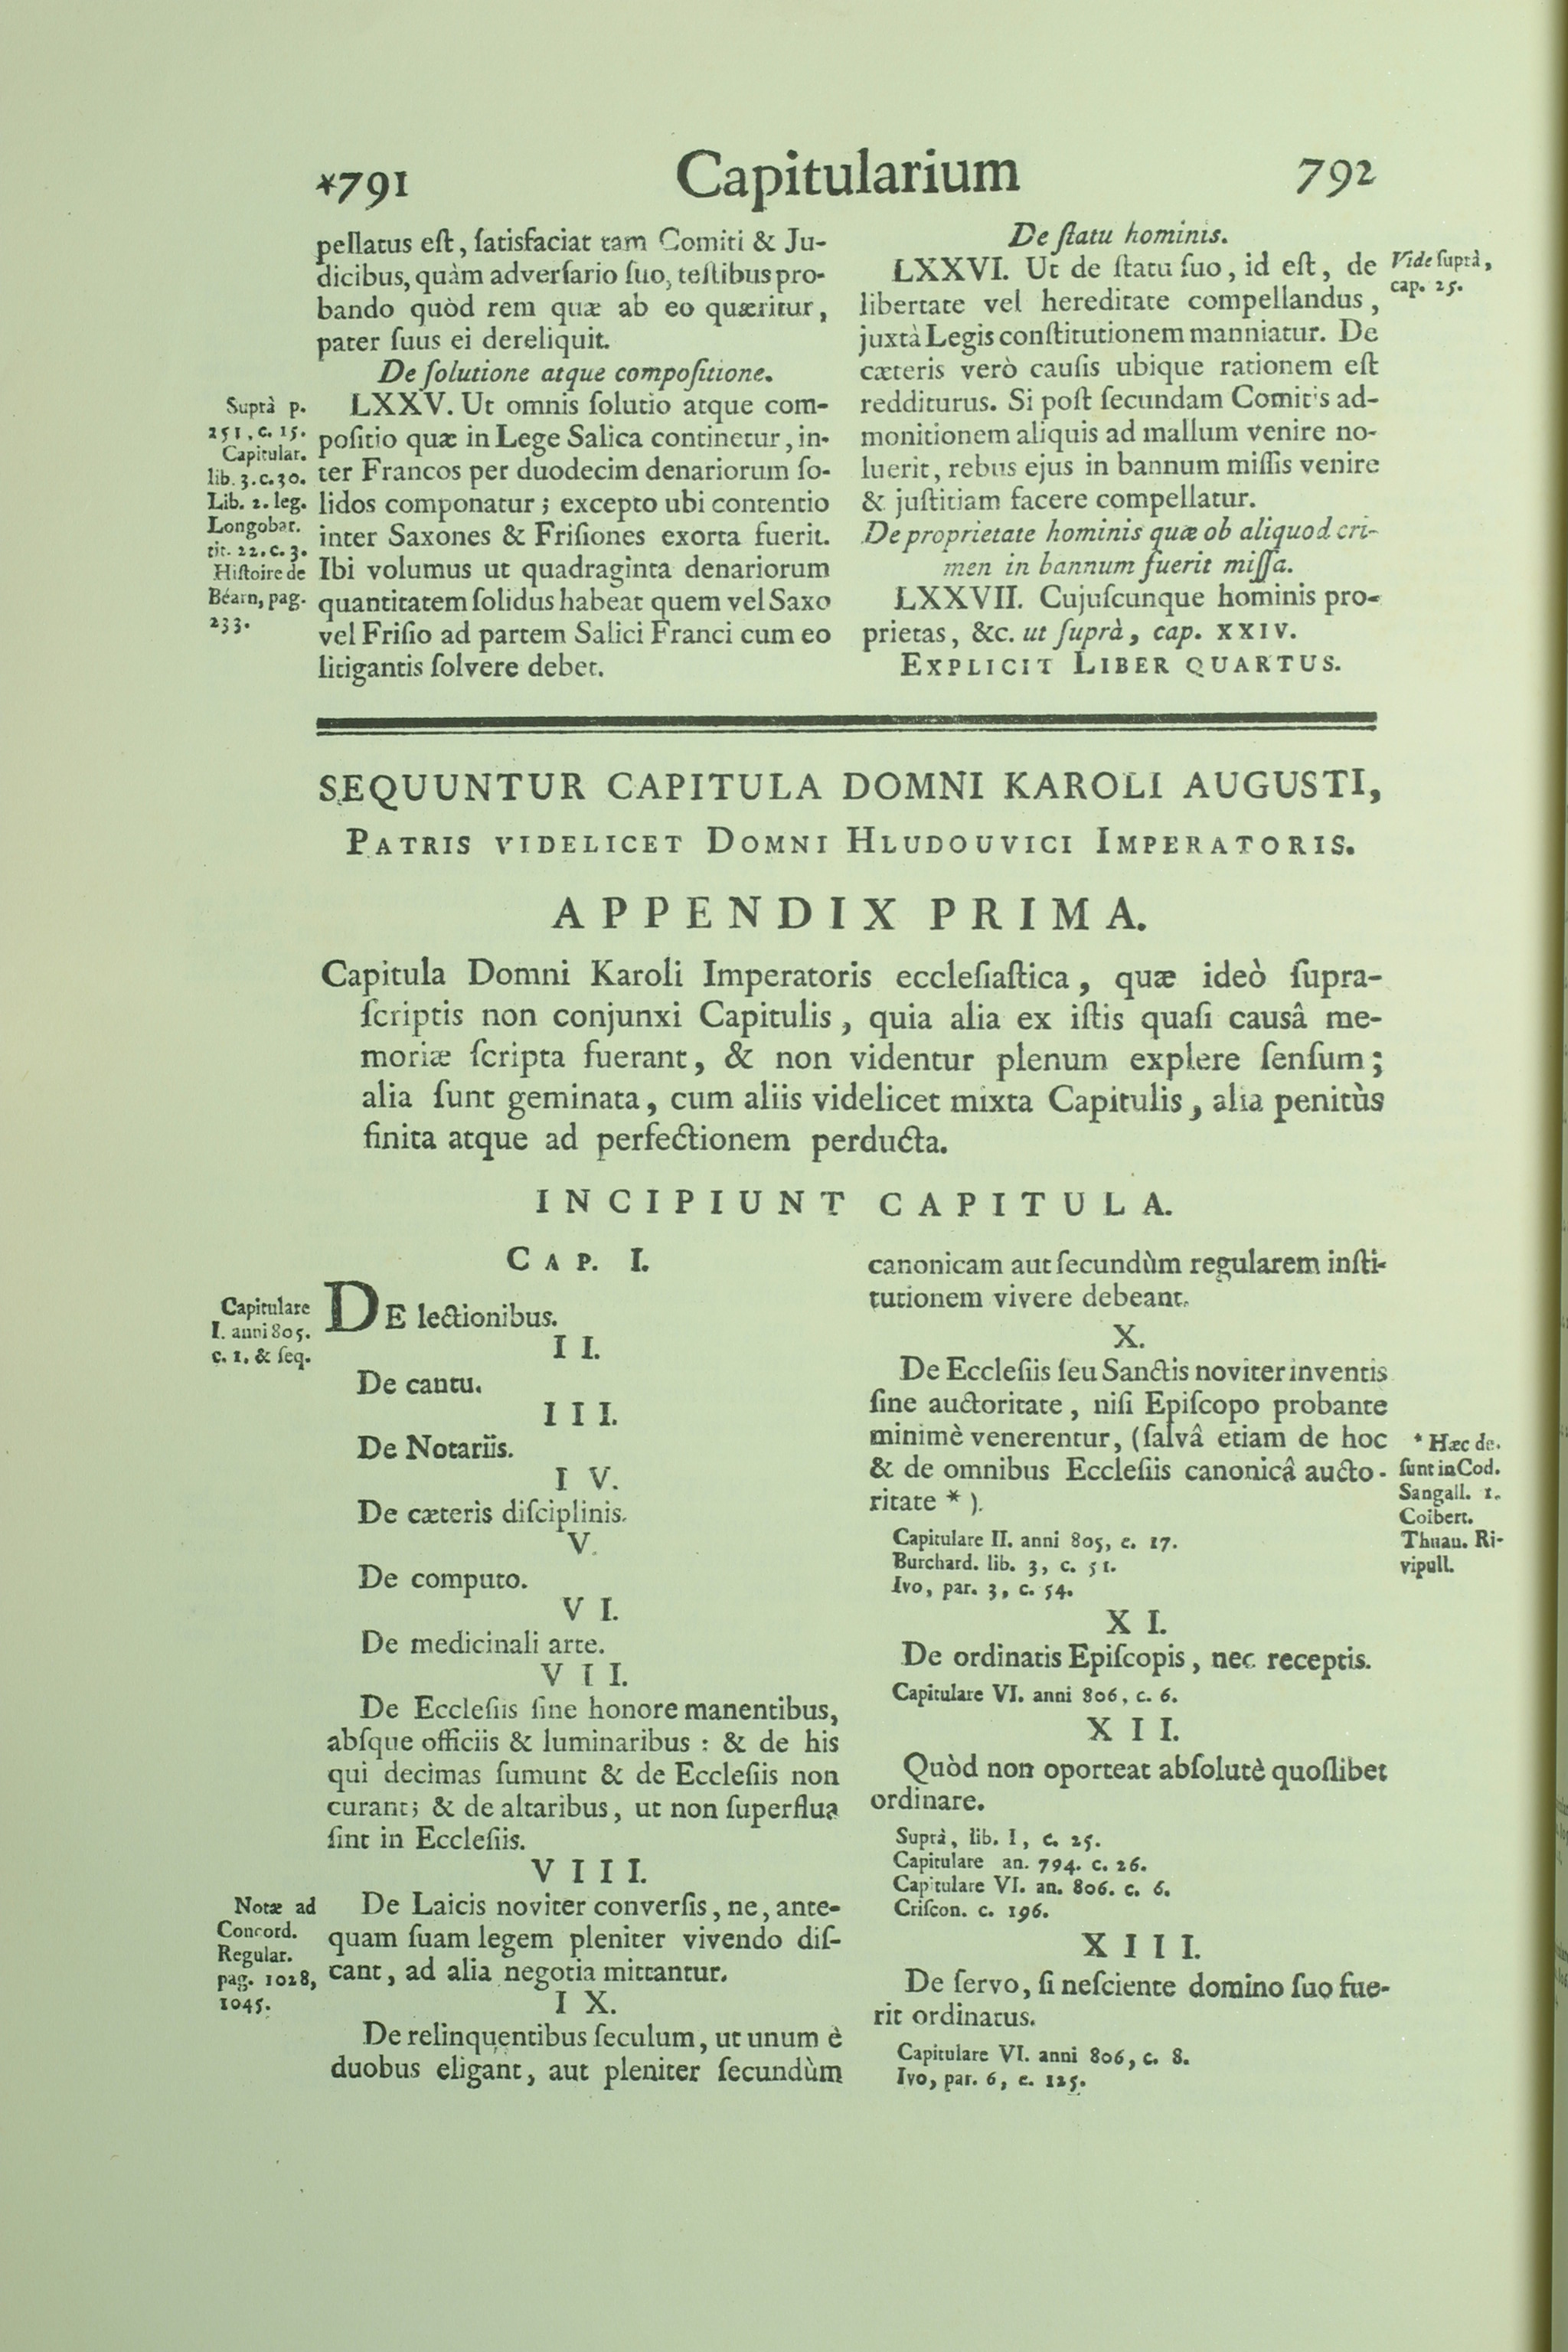 *791
Capitularium
792
pellatus eſt, ſatisfaciat tam Comiti & Ju-
dicibus, quàm adverſario ſuo, teſtibus pro-
bando quòd rem quæ ab eo quæritur,
pater ſuus ei dereliquit.
De ſolutione atque compoſitione.
LXXV. Ut omnis ſolutio atque com-
poſitio quæ in Lege Salica continetur, in-
ter Francos per duodecim denariorum ſo-
lidos componatur; excepto ubi contentio
inter Saxones & Friſiones exorta fuerit.
Ibi volumus ut quadraginta denariorum
quantitatem ſolidus habeat quem vel Saxo
vel Friſio ad partem Salici Franci cum eo
litigantis ſolvere debet.
Suprà p.
251, c. 15.
Capitular.
lib. 3. c. 30.
Lib. 2. leg.
Longobar.
tit. 22. c. 3.
Hiſtoire de
Béarn, pag.
233.
De ſtatu hominis.
LXXVI. Ut de ſtatu ſuo, id eſt, de
libertate vel hereditate compellandus,
juxtà Legis conſtitutionem manniatur. De
cæteris verò cauſis ubique rationem eſt
redditurus. Si poſt ſecundam Comitis ad-
monitionem aliquis ad mallum venire no-
luerit, rebus ejus in bannum miſſis venire
& juſtitiam facere compellatur.
De proprietate hominis quæ ob aliquod cri-
men in bannum fuerit miſſa.
LXXVII. Cujuſcunque hominis pro-
prietas, &c. ut ſuprà, cap. XXIV.
EXPLICIT LIBER QUARTUS.
Vide ſuprà,
cap. 25.
SEQUUNTUR CAPITULA DOMNI KAROLI AUGUSTI,
PATRIS VIDELICET DOMNI HLUDOUVICI IMPERATORIS.
APPENDIX PRIMA.
Capitula Domni Karoli Imperatoris eccleſiaſtica, quæ ideò ſupra-
ſcriptis non conjunxi Capitulis, quia alia ex iſtis quaſi causâ me-
moriæ ſcripta fuerant, & non videntur plenum explere ſenſum;
alia ſunt geminata, cum aliis videlicet mixta Capitulis, alia penitùs
finita atque ad perfectionem perducta.
INCIPIUNT CAPITULA.
CAP. I.
DE lectionibus.
II.
De cantu.
III.
De Notariis.
IV.
De cæteris diſciplinis.
V.
De computo.
VI.
De medicinali arte.
VII.
De Eccleſiis ſine honore manentibus,
abſque officiis & luminaribus: & de his
qui decimas ſumunt & de Eccleſiis non
curant; & de altaribus, ut non ſuperflua
ſint in Eccleſiis.
VIII.
De Laicis noviter converſis, ne, ante-
quam ſuam legem pleniter vivendo diſ-
cant, ad alia negotia mittantur.
IX.
De relinquentibus ſeculum, ut unum è
duobus eligant, aut pleniter ſecundùm
Capitulare
I. anni 805.
c. 1. & ſeq.
Notæ ad
Concord.
Regular.
pag. 1028,
1045.
canonicam aut ſecundùm regularem inſti-
tutionem vivere debeant.
X.
De Eccleſiis ſeu Sanctis noviter inventis
ſine auctoritate, niſi Epiſcopo probante
minimè venerentur, (ſalvâ etiam de hoc
& de omnibus Eccleſiis canonicâ aucto-
ritate *).
Capitulare II. anni 805, c. 17.
Burchard. lib. 3, c. 51.
Ivo, par. 3, c. 54.
XI.
De ordinatis Epiſcopis, nec receptis.
Capitulare VI. anni 806, c. 6.
XII.
Quòd non oporteat abſolutè quoſlibet
ordinare.
Suprà, lib. I, c. 25.
Capitulare an. 794. c. 26.
Capitulare VI. an. 806. c. 6.
Criſcon. c. 196.
XIII.
De ſervo, ſi neſciente domino ſuo fue-
rit ordinatus.
Capitulare VI. anni 806, c. 8.
Ivo, par. 6, c. 125.
* Hæc de-
ſunt in Cod.
Sangall. 1.
Colbert.
Thuan. Ri-
vipull.